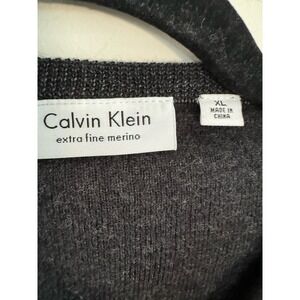 Calvin Klein
extra fine merino
XL
MADE IN
CHINA